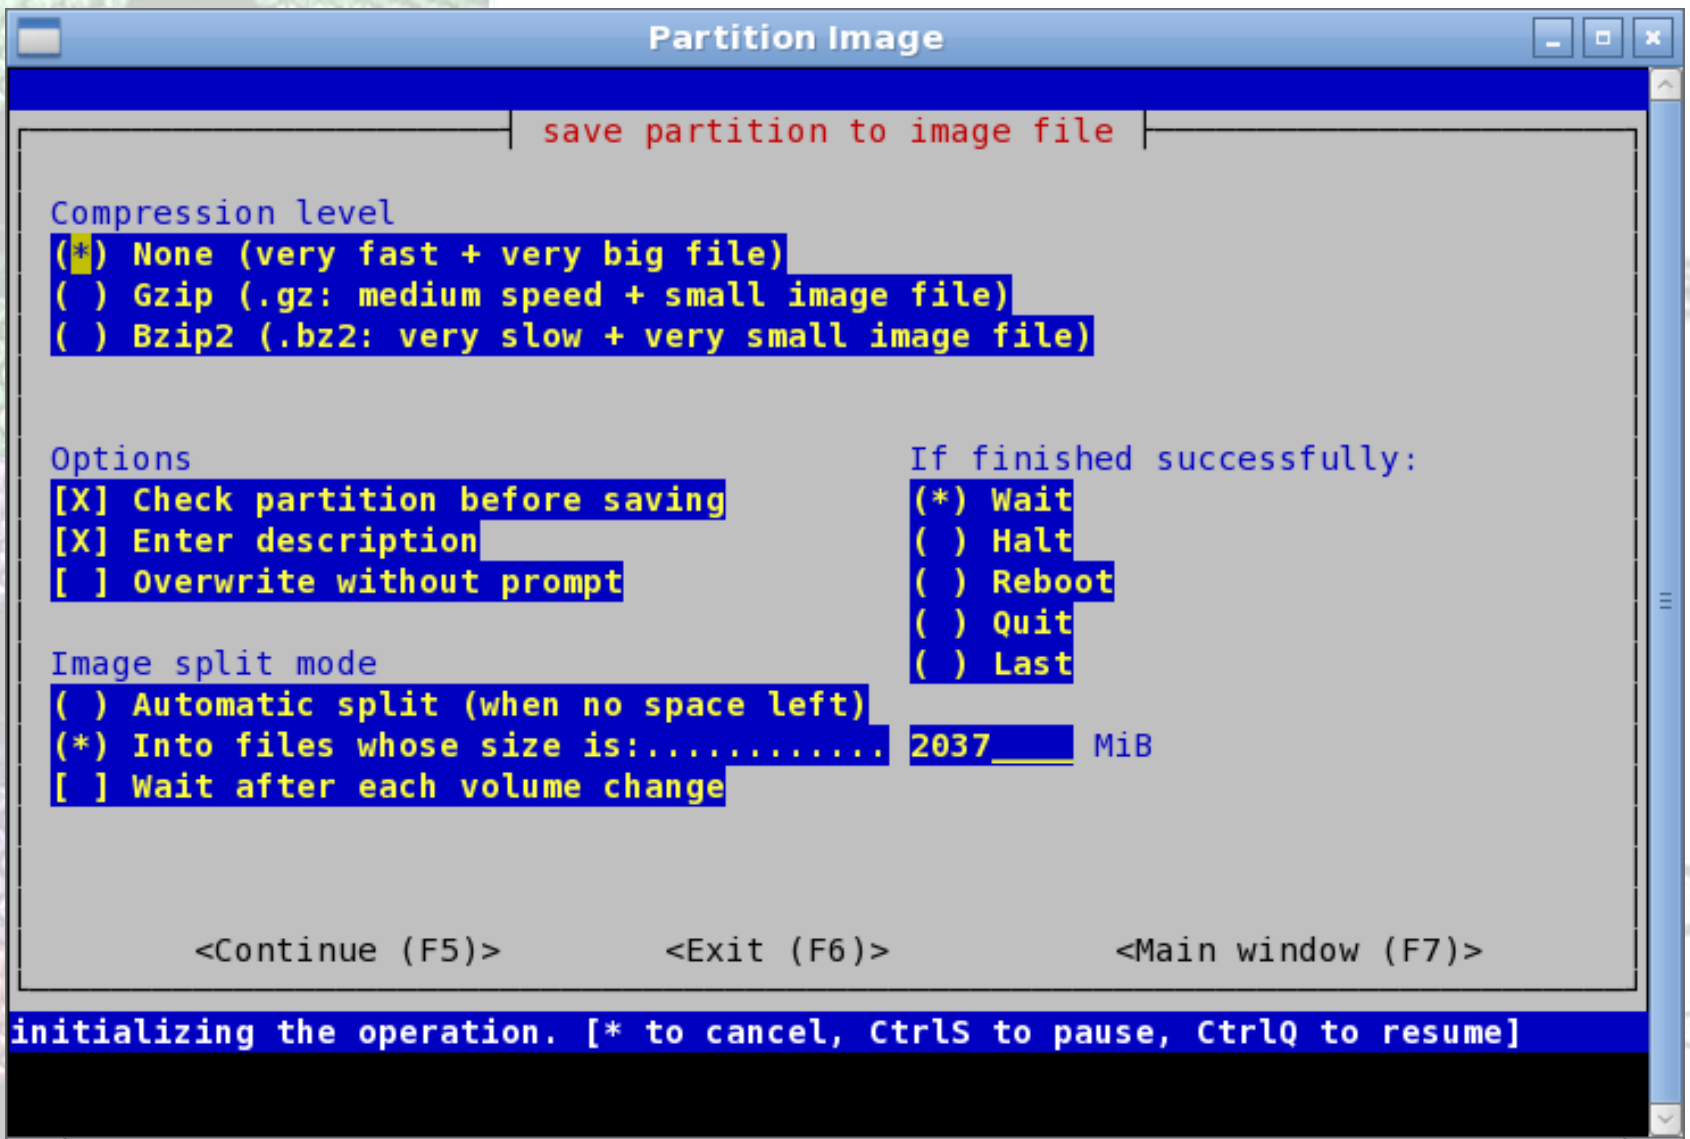 Partition Image
save partition to image file
Compression level
(*) None (very fast + very big file)
( ) Gzip (.gz: medium speed + small image file)
( ) Bzip2 (.bz2: very slow + very small image file)
Options
[X] Check partition before saving
[X] Enter description
[ ] Overwrite without prompt
If finished successfully:
(*) Wait
( ) Halt
( ) Reboot
( ) Quit
( ) Last
Image split mode
( ) Automatic split (when no space left)
(*) Into files whose size is:............ 2037____ MiB
[ ] Wait after each volume change
<Continue (F5)> <Exit (F6)> <Main window (F7)>
initializing the operation. [* to cancel, CtrlS to pause, CtrlQ to resume]